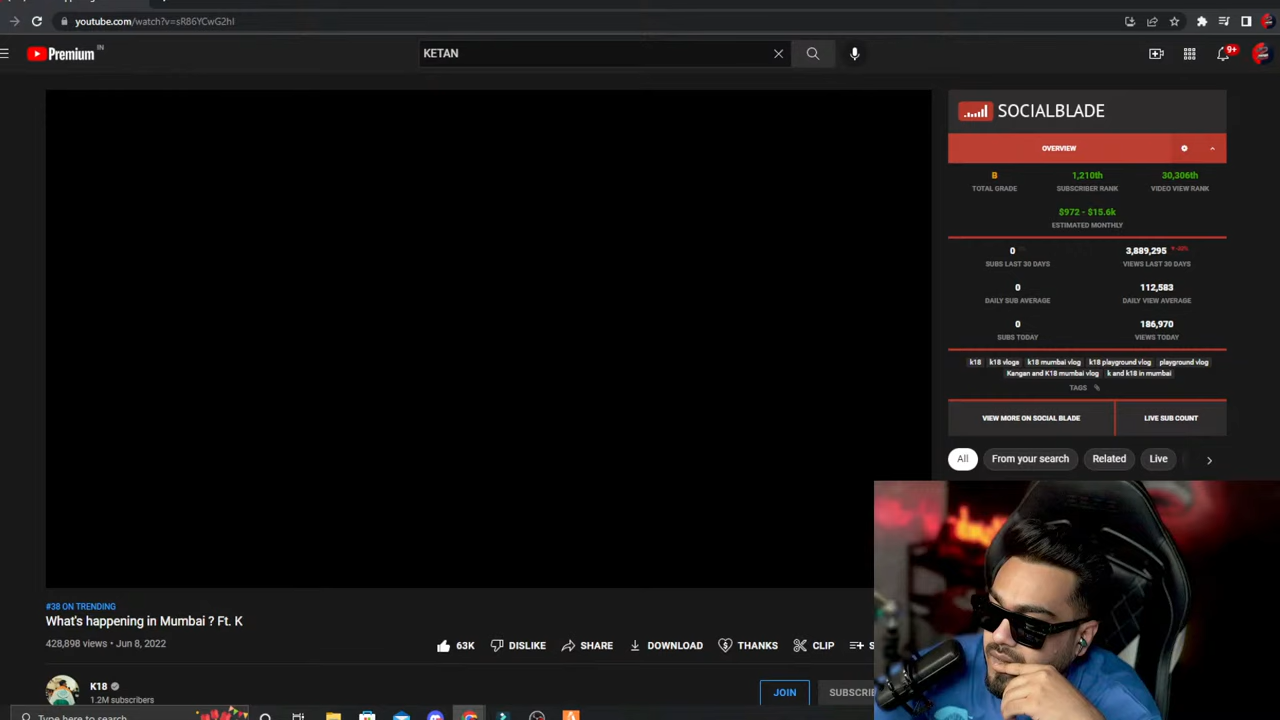 youtube.com/watch?v=sR86YCwG2hI
Premium IN
KETAN
9+
SOCIALBLADE
OVERVIEW
B 1,210th 30,306th
TOTAL GRADE SUBSCRIBER RANK VIDEO VIEW RANK
$972 - $15.6k
ESTIMATED MONTHLY
0 3,889,295
SUBS LAST 30 DAYS VIEWS LAST 30 DAYS
0 112,583
DAILY SUB AVERAGE DAILY VIEW AVERAGE
0 186,970
SUBS TODAY VIEWS TODAY
k18 k18 vloga k18 mumbai vlog k18 playground vlog playground vlog
Kangan and K18 mumbai vlog k and k18 in mumbai
TAGS
VIEW MORE ON SOCIAL BLADE LIVE SUB COUNT
All From your search Related Live
#38 ON TRENDING
What's happening in Mumbai ? Ft. K
428,898 views • Jun 8, 2022
63K DISLIKE SHARE DOWNLOAD THANKS CLIP S
K18
1.2M subscribers
JOIN SUBSCRIBE
Type here to search